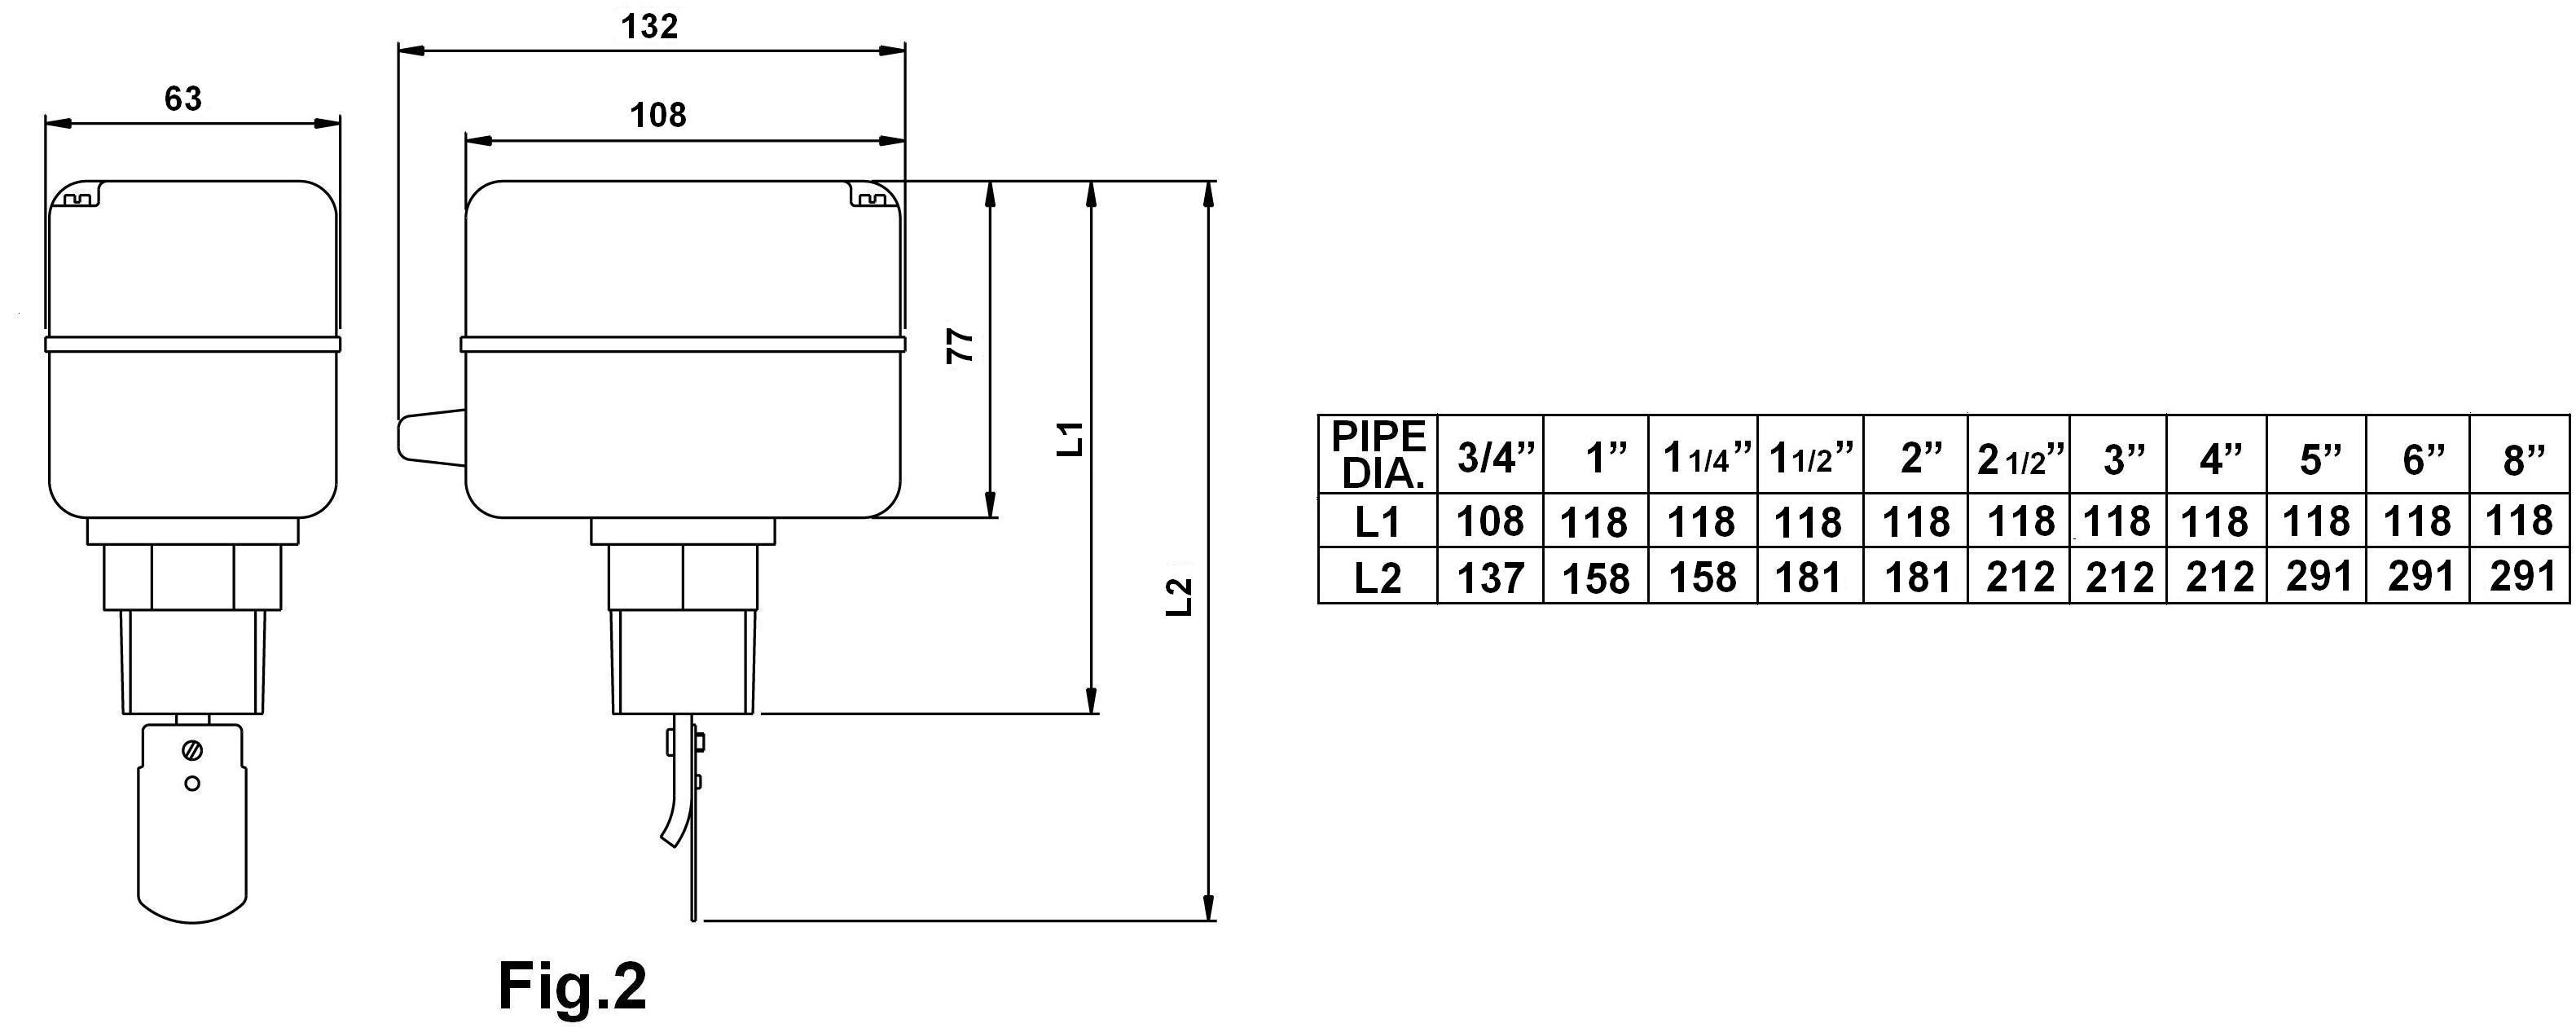 132
63
108
77
L1
L2
PIPE DIA. 3/4” 1” 1 1/4” 1 1/2” 2” 2 1/2” 3” 4” 5” 6” 8”
L1 108 118 118 118 118 118 118 118 118 118 118
L2 137 158 158 181 181 212 212 212 291 291 291
Fig.2